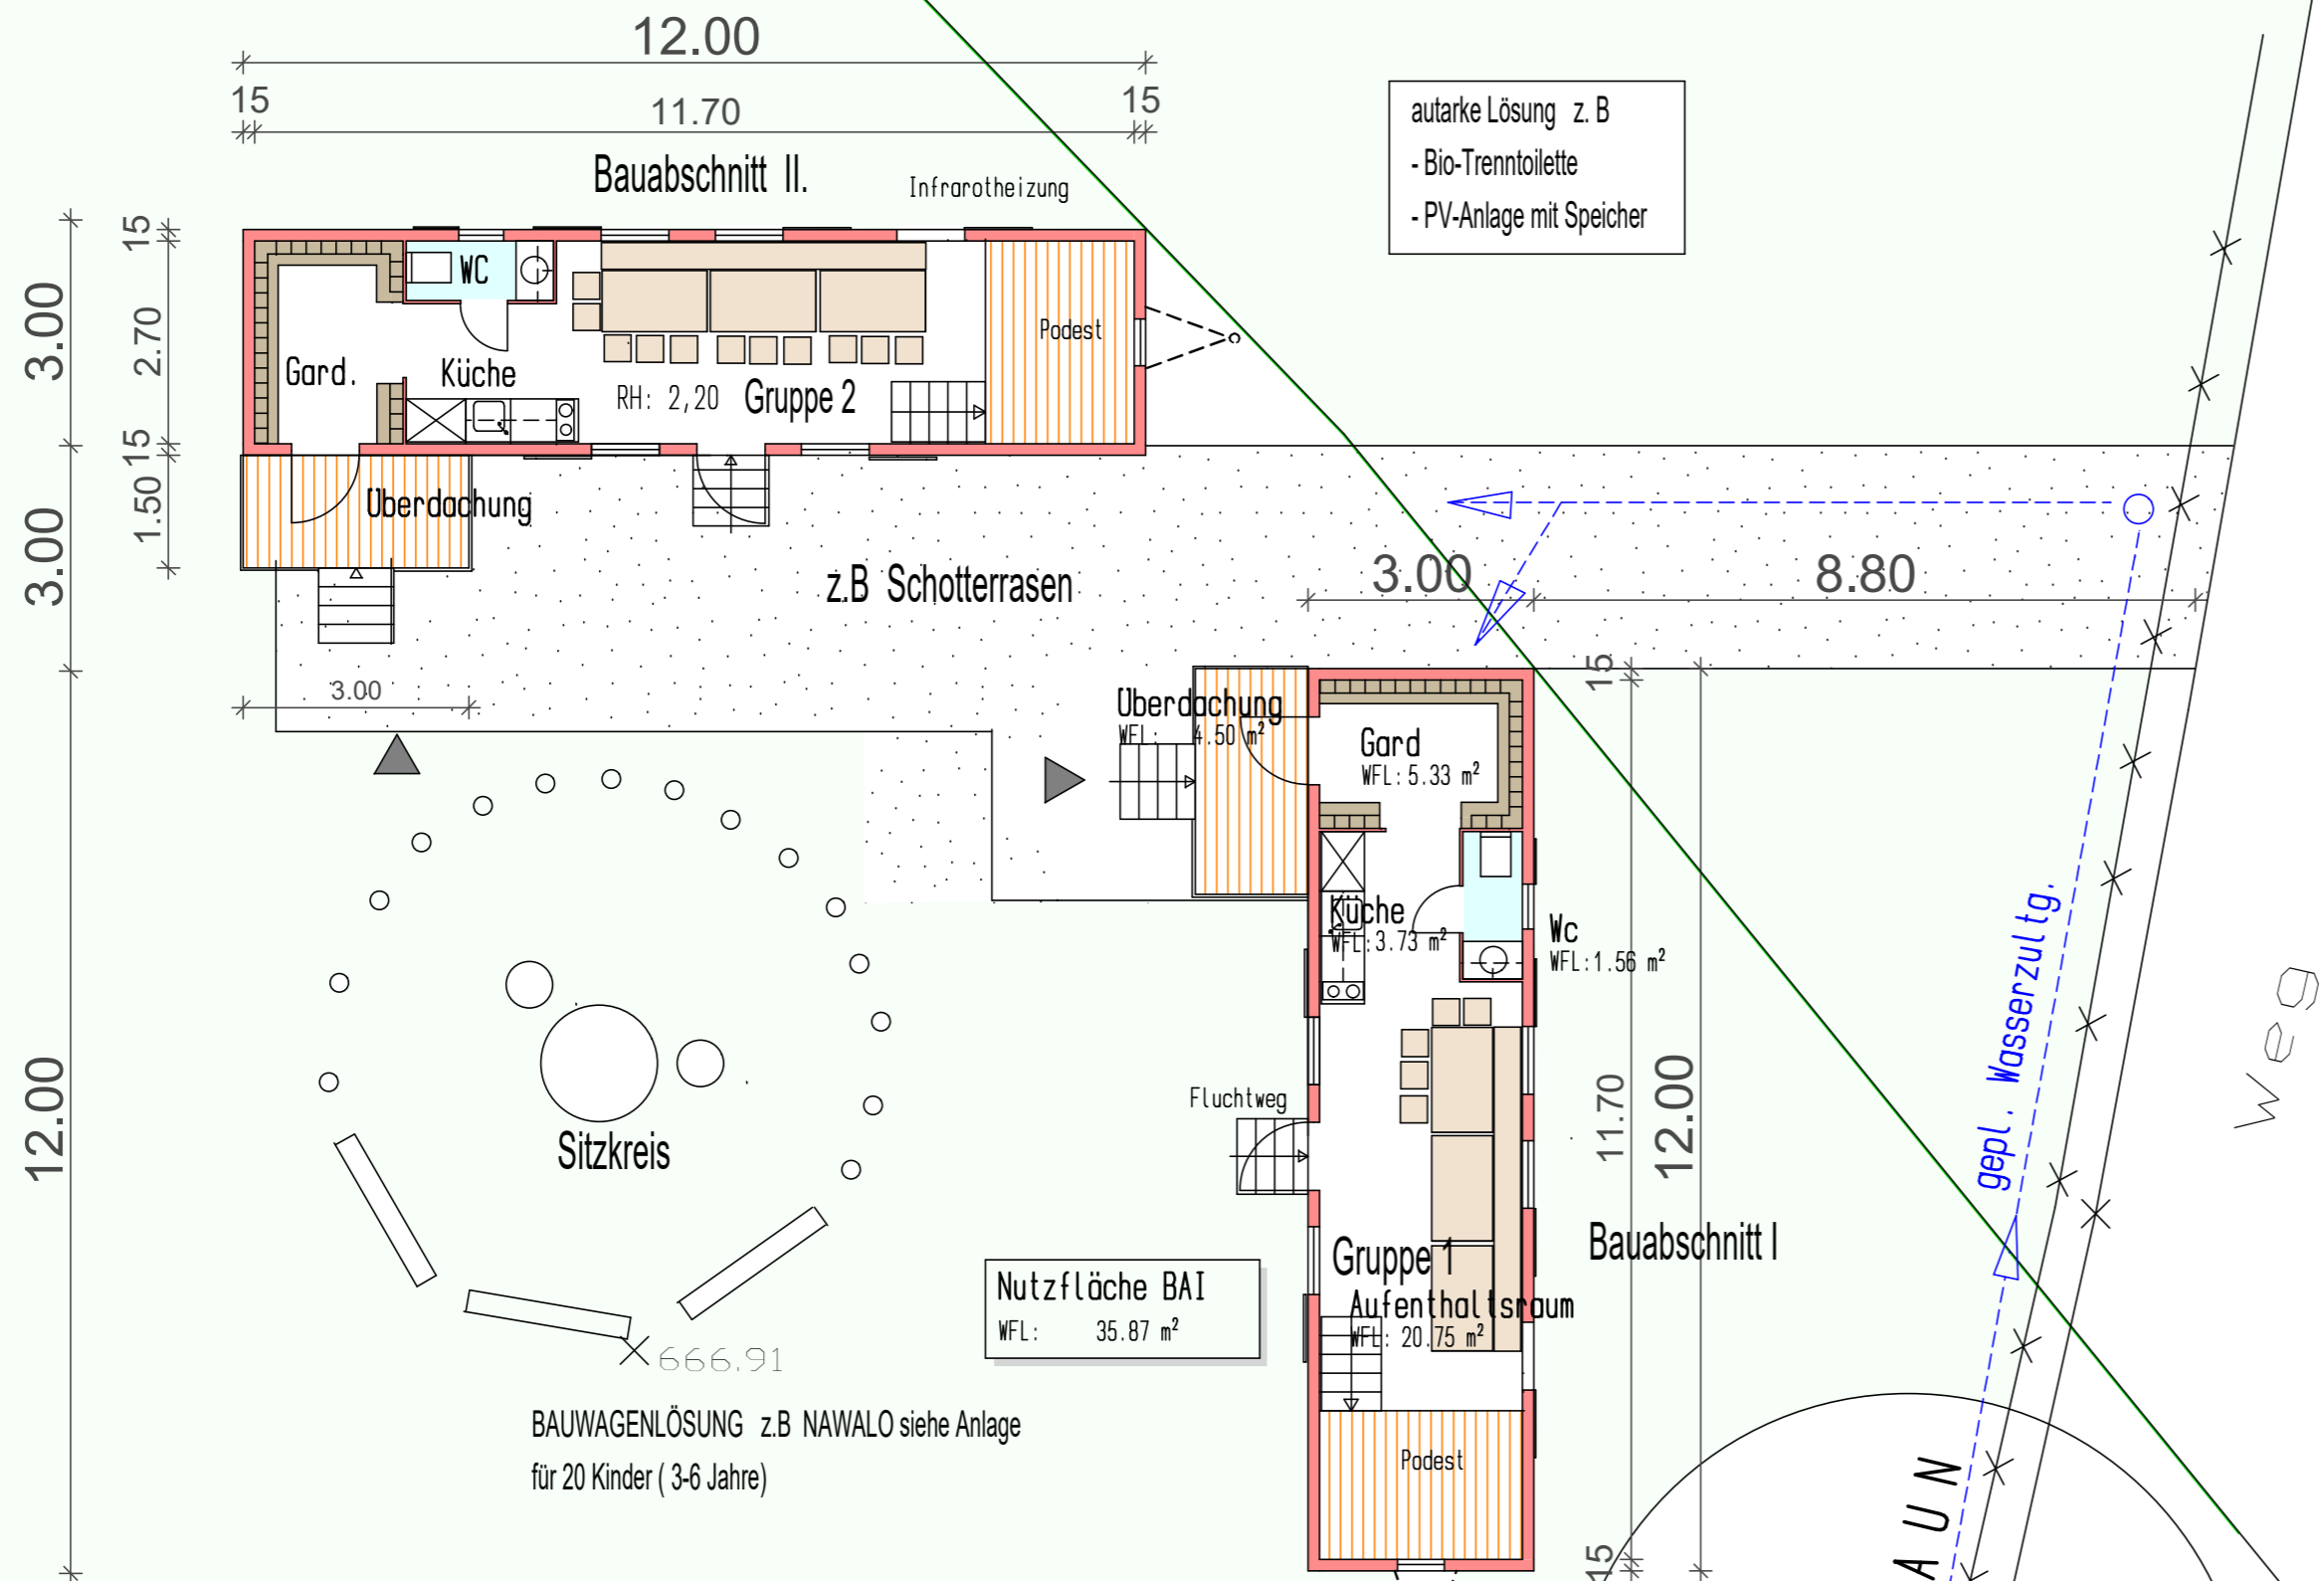 12.00
15
11.70
15
Bauabschnitt II.
Infrarotheizung
autarke Lösung z. B
- Bio-Trenntoilette
- PV-Anlage mit Speicher
3.00
15
2.70
15
1.50
3.00
12.00
WC
Gard.
Küche
RH: 2,20
Gruppe 2
Podest
Überdachung
z.B Schotterrasen
3.00
8.80
3.00
Überdachung
WFL: 4.50 m²
Gard
WFL: 5.33 m²
15
Küche
WFL: 3.73 m²
Wc
WFL: 1.56 m²
gepl. Wasserzultg.
Weg
Fluchtweg
11.70
12.00
Sitzkreis
Bauabschnitt I
Gruppe 1
Aufenthaltsraum
WFL: 20.75 m²
Nutzfläche BAI
WFL: 35.87 m²
666.91
BAUWAGENLÖSUNG z.B NAWALO siehe Anlage
für 20 Kinder ( 3-6 Jahre)
Podest
15
AUN